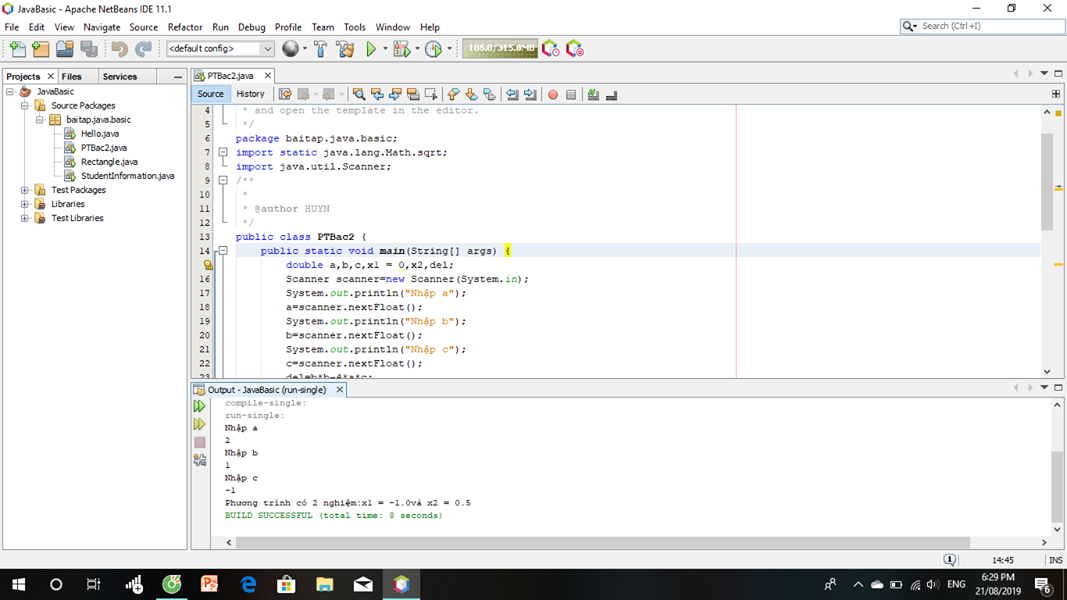 JavaBasic - Apache NetBeans IDE 11.1
File Edit View Navigate Source Refactor Run Debug Profile Team Tools Window Help
Search (Ctrl+I)
<default config>
185.0/315.0MB
Projects Files Services
JavaBasic
Source Packages
baitap.java.basic
Hello.java
PTBac2.java
Rectangle.java
StudentInformation.java
Test Packages
Libraries
Test Libraries
PTBac2.java
Source History
4 * and open the template in the editor.
5 */
6 package baitap.java.basic;
7 import static java.lang.Math.sqrt;
8 import java.util.Scanner;
9 /**
10 *
11 * @author HUYN
12 */
13 public class PTBac2 {
14 public static void main(String[] args) {
double a,b,c,x1 = 0,x2,del;
16 Scanner scanner=new Scanner(System.in);
17 System.out.println("Nhập a");
18 a=scanner.nextFloat();
19 System.out.println("Nhập b");
20 b=scanner.nextFloat();
21 System.out.println("Nhập c");
22 c=scanner.nextFloat();
23 del=b*b-4*a*c;
Output - JavaBasic (run-single)
compile-single:
run-single:
Nhập a
2
Nhập b
1
Nhập c
-1
Phương trình có 2 nghiệm:x1 = -1.0và x2 = 0.5
BUILD SUCCESSFUL (total time: 8 seconds)
1 14:45 INS
ENG
6:29 PM
21/08/2019
6